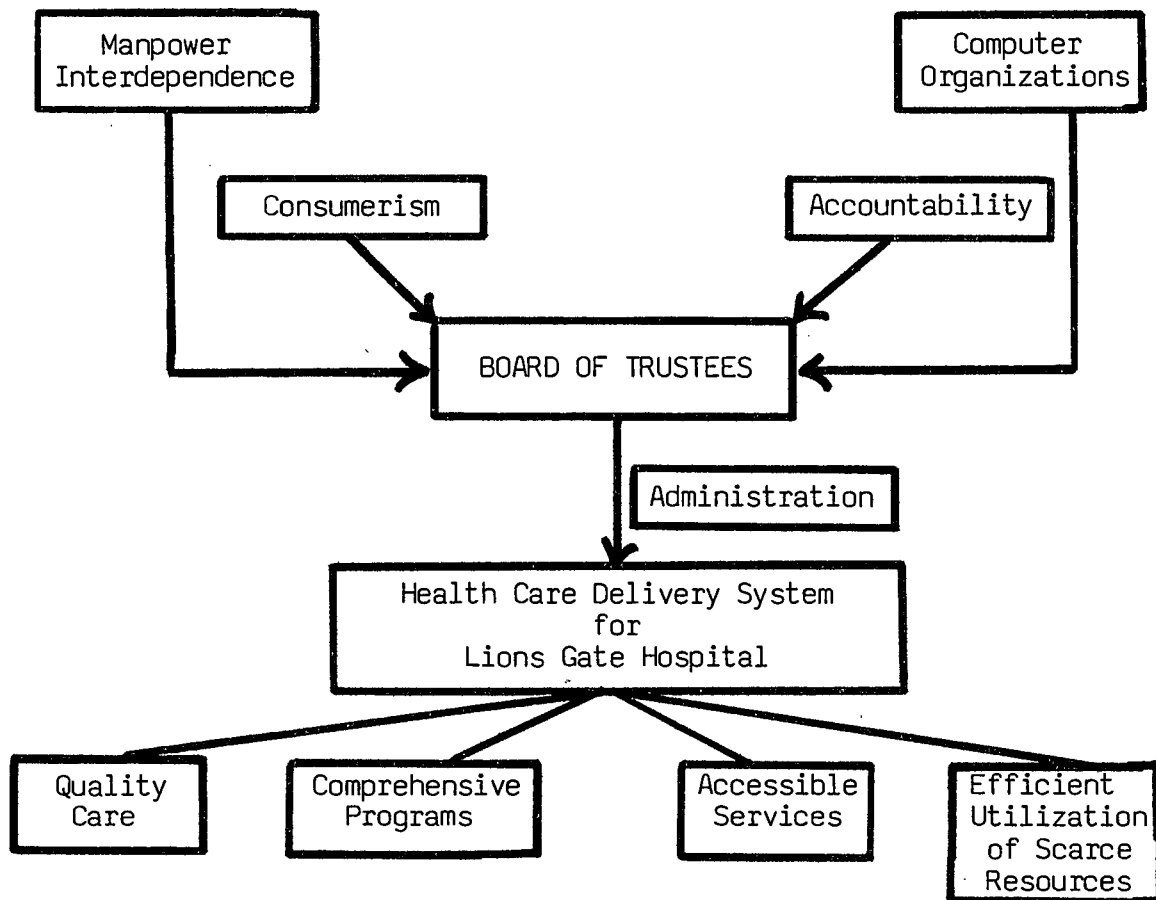 Manpower
Interdependence
Computer
Organizations
Consumerism
Accountability
BOARD OF TRUSTEES
Administration
Health Care Delivery System
for
Lions Gate Hospital
Quality
Care
Comprehensive
Programs
Accessible
Services
Efficient
Utilization
of Scarce
Resources